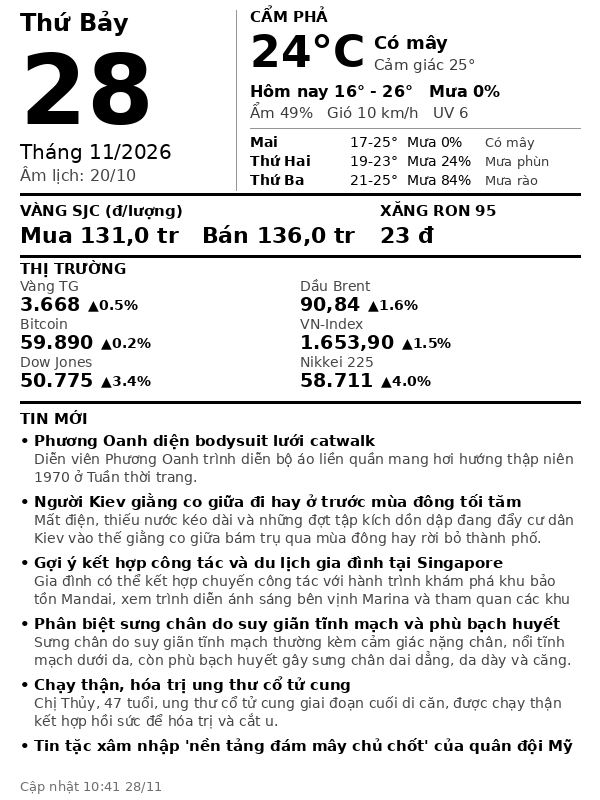 Thứ Bảy
28
Tháng 11/2026
Âm lịch: 20/10
CẨM PHẢ
24°C Có mây
Cảm giác 25°
Hôm nay 16° - 26° Mưa 0%
Ẩm 49% Gió 10 km/h UV 6
Mai 17-25° Mưa 0% Có mây
Thứ Hai 19-23° Mưa 24% Mưa phùn
Thứ Ba 21-25° Mưa 84% Mưa rào
VÀNG SJC (đ/lượng) XĂNG RON 95
Mua 131,0 tr Bán 136,0 tr 23 đ
THỊ TRƯỜNG
Vàng TG Dầu Brent
3.668 ▲0.5% 90,84 ▲1.6%
Bitcoin VN-Index
59.890 ▲0.2% 1.653,90 ▲1.5%
Dow Jones Nikkei 225
50.775 ▲3.4% 58.711 ▲4.0%
TIN MỚI
• Phương Oanh diện bodysuit lưới catwalk
Diễn viên Phương Oanh trình diễn bộ áo liền quần mang hơi hướng thập niên
1970 ở Tuần thời trang.
• Người Kiev giằng co giữa đi hay ở trước mùa đông tối tăm
Mất điện, thiếu nước kéo dài và những đợt tập kích dồn dập đang đẩy cư dân
Kiev vào thế giằng co giữa bám trụ qua mùa đông hay rời bỏ thành phố.
• Gợi ý kết hợp công tác và du lịch gia đình tại Singapore
Gia đình có thể kết hợp chuyến công tác với hành trình khám phá khu bảo
tồn Mandai, xem trình diễn ánh sáng bên vịnh Marina và tham quan các khu
• Phân biệt sưng chân do suy giãn tĩnh mạch và phù bạch huyết
Sưng chân do suy giãn tĩnh mạch thường kèm cảm giác nặng chân, nổi tĩnh
mạch dưới da, còn phù bạch huyết gây sưng chân dai dẳng, da dày và căng.
• Chạy thận, hóa trị ung thư cổ tử cung
Chị Thủy, 47 tuổi, ung thư cổ tử cung giai đoạn cuối di căn, được chạy thận
kết hợp hồi sức để hóa trị và cắt u.
• Tin tặc xâm nhập 'nền tảng đám mây chủ chốt' của quân đội Mỹ
Cập nhật 10:41 28/11